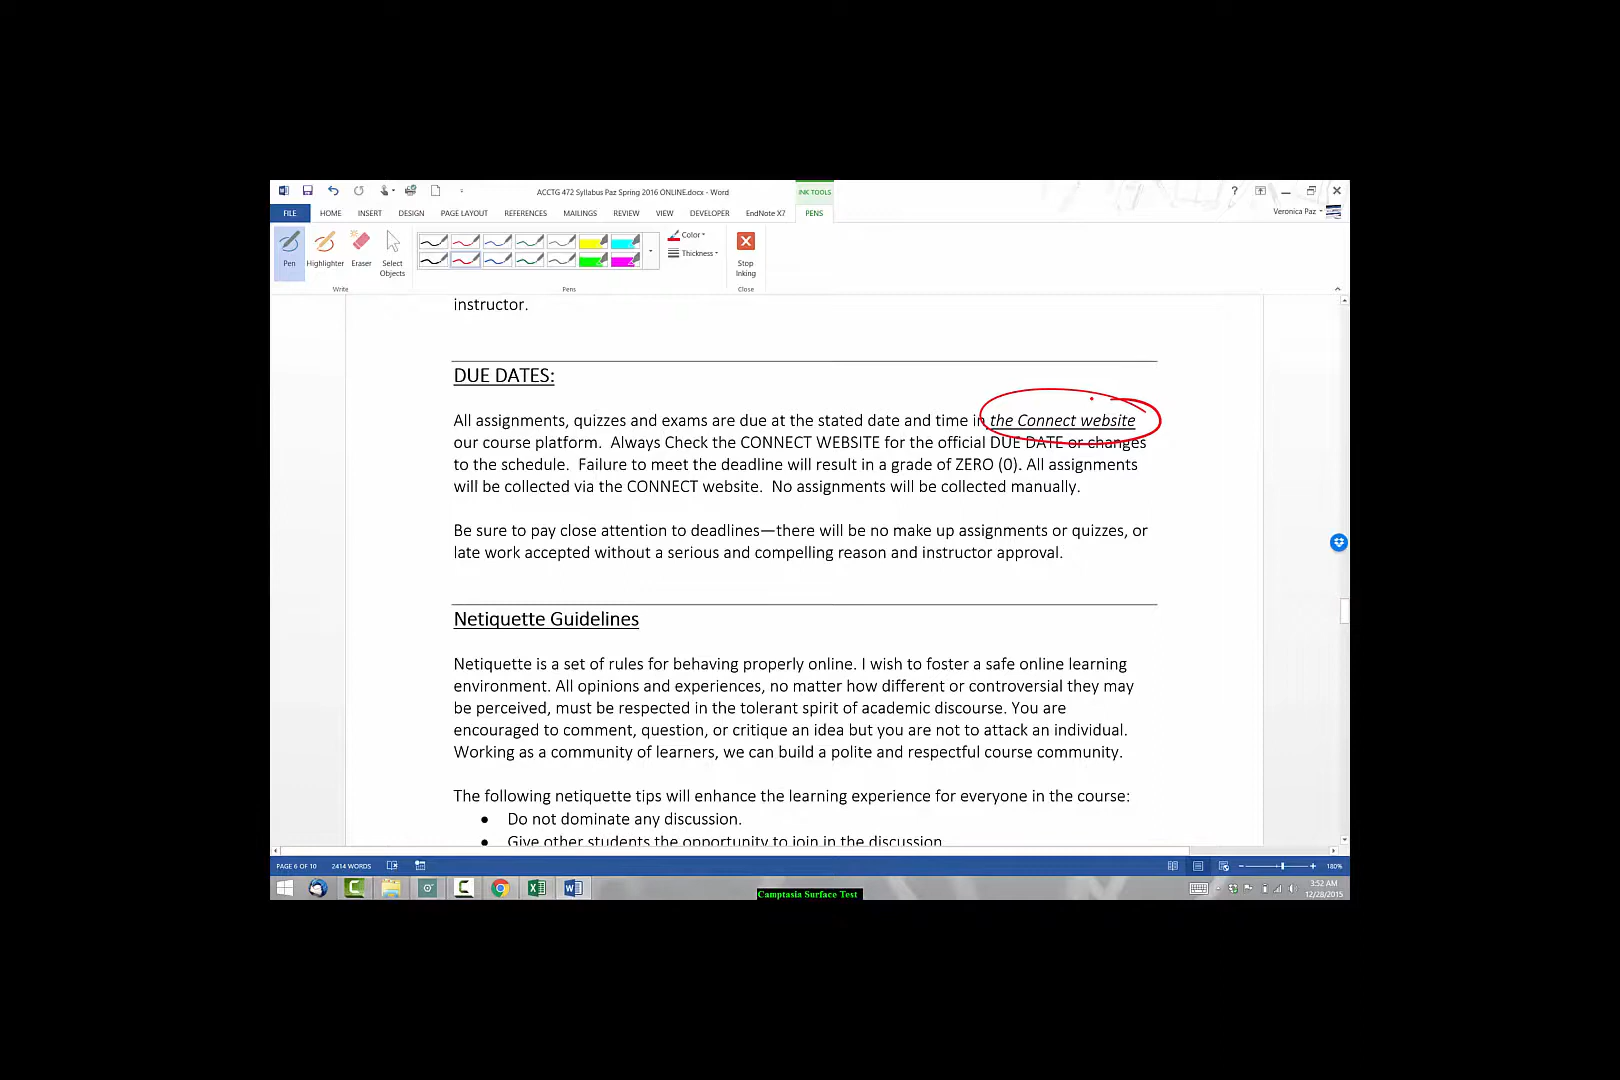 ACCTG 472 Syllabus Paz Spring 2016 ONLINE.docx - Word
INK TOOLS
?
FILE HOME INSERT DESIGN PAGE LAYOUT REFERENCES MAILINGS REVIEW VIEW DEVELOPER EndNote X7 PENS
Veronica Paz
Pen Highlighter Eraser Select Objects
Color
Thickness
Stop Inking
Write
Pens
Close
instructor.
DUE DATES:
All assignments, quizzes and exams are due at the stated date and time in the Connect website
our course platform. Always Check the CONNECT WEBSITE for the official DUE DATE or changes
to the schedule. Failure to meet the deadline will result in a grade of ZERO (0). All assignments
will be collected via the CONNECT website. No assignments will be collected manually.
Be sure to pay close attention to deadlines—there will be no make up assignments or quizzes, or
late work accepted without a serious and compelling reason and instructor approval.
Netiquette Guidelines
Netiquette is a set of rules for behaving properly online. I wish to foster a safe online learning
environment. All opinions and experiences, no matter how different or controversial they may
be perceived, must be respected in the tolerant spirit of academic discourse. You are
encouraged to comment, question, or critique an idea but you are not to attack an individual.
Working as a community of learners, we can build a polite and respectful course community.
The following netiquette tips will enhance the learning experience for everyone in the course:
• Do not dominate any discussion.
• Give other students the opportunity to join in the discussion
PAGE 6 OF 10 2414 WORDS
180%
Camptasia Surface Test
3:52 AM
12/28/2015